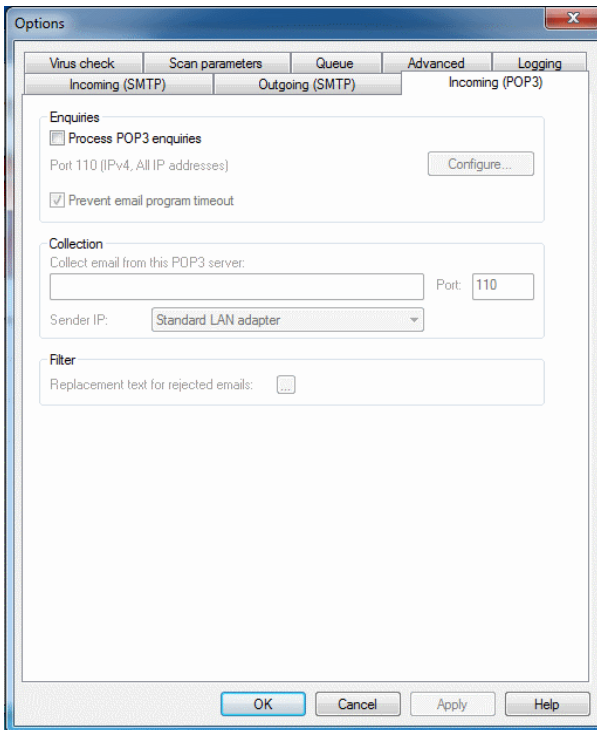 Options
Virus check Scan parameters Queue Advanced Logging
Incoming (SMTP) Outgoing (SMTP) Incoming (POP3)
Enquiries
Process POP3 enquiries
Port 110 (IPv4, All IP addresses) Configure...
Prevent email program timeout
Collection
Collect email from this POP3 server:
Port: 110
Sender IP: Standard LAN adapter
Filter
Replacement text for rejected emails: ...
OK Cancel Apply Help